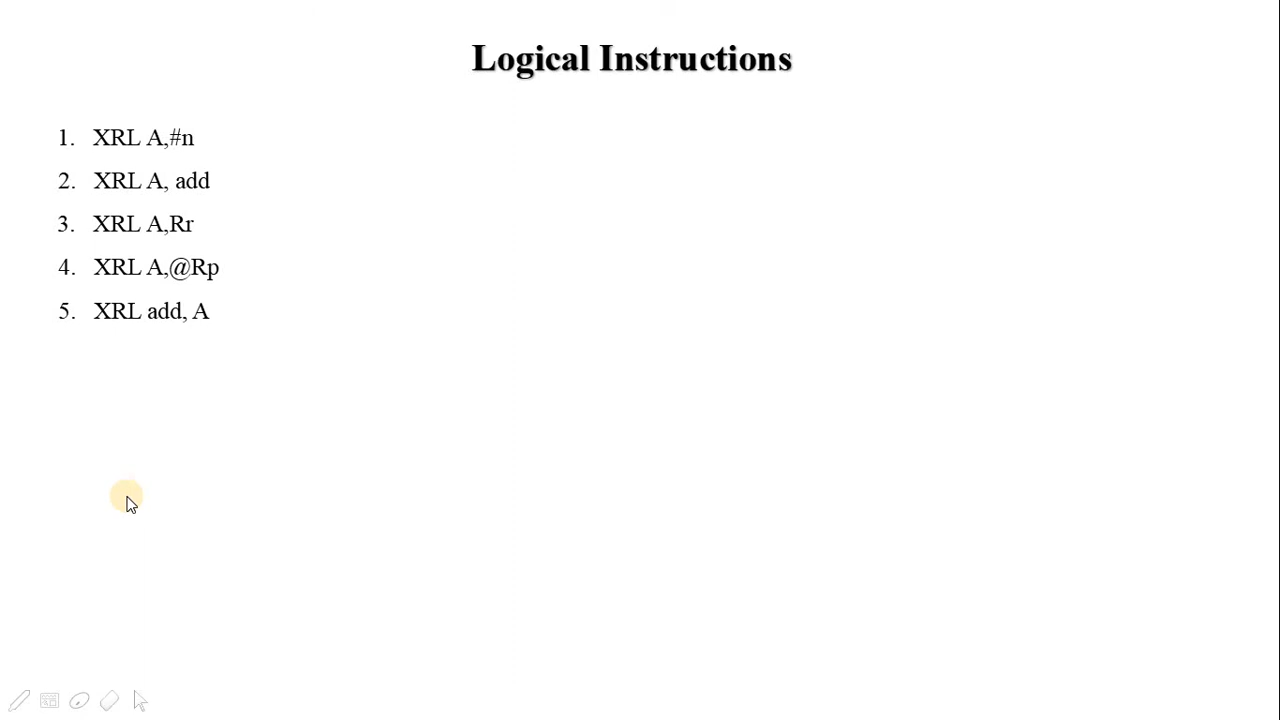 Logical Instructions
1. XRL A,#n
2. XRL A, add
3. XRL A,Rr
4. XRL A,@Rp
5. XRL add, A